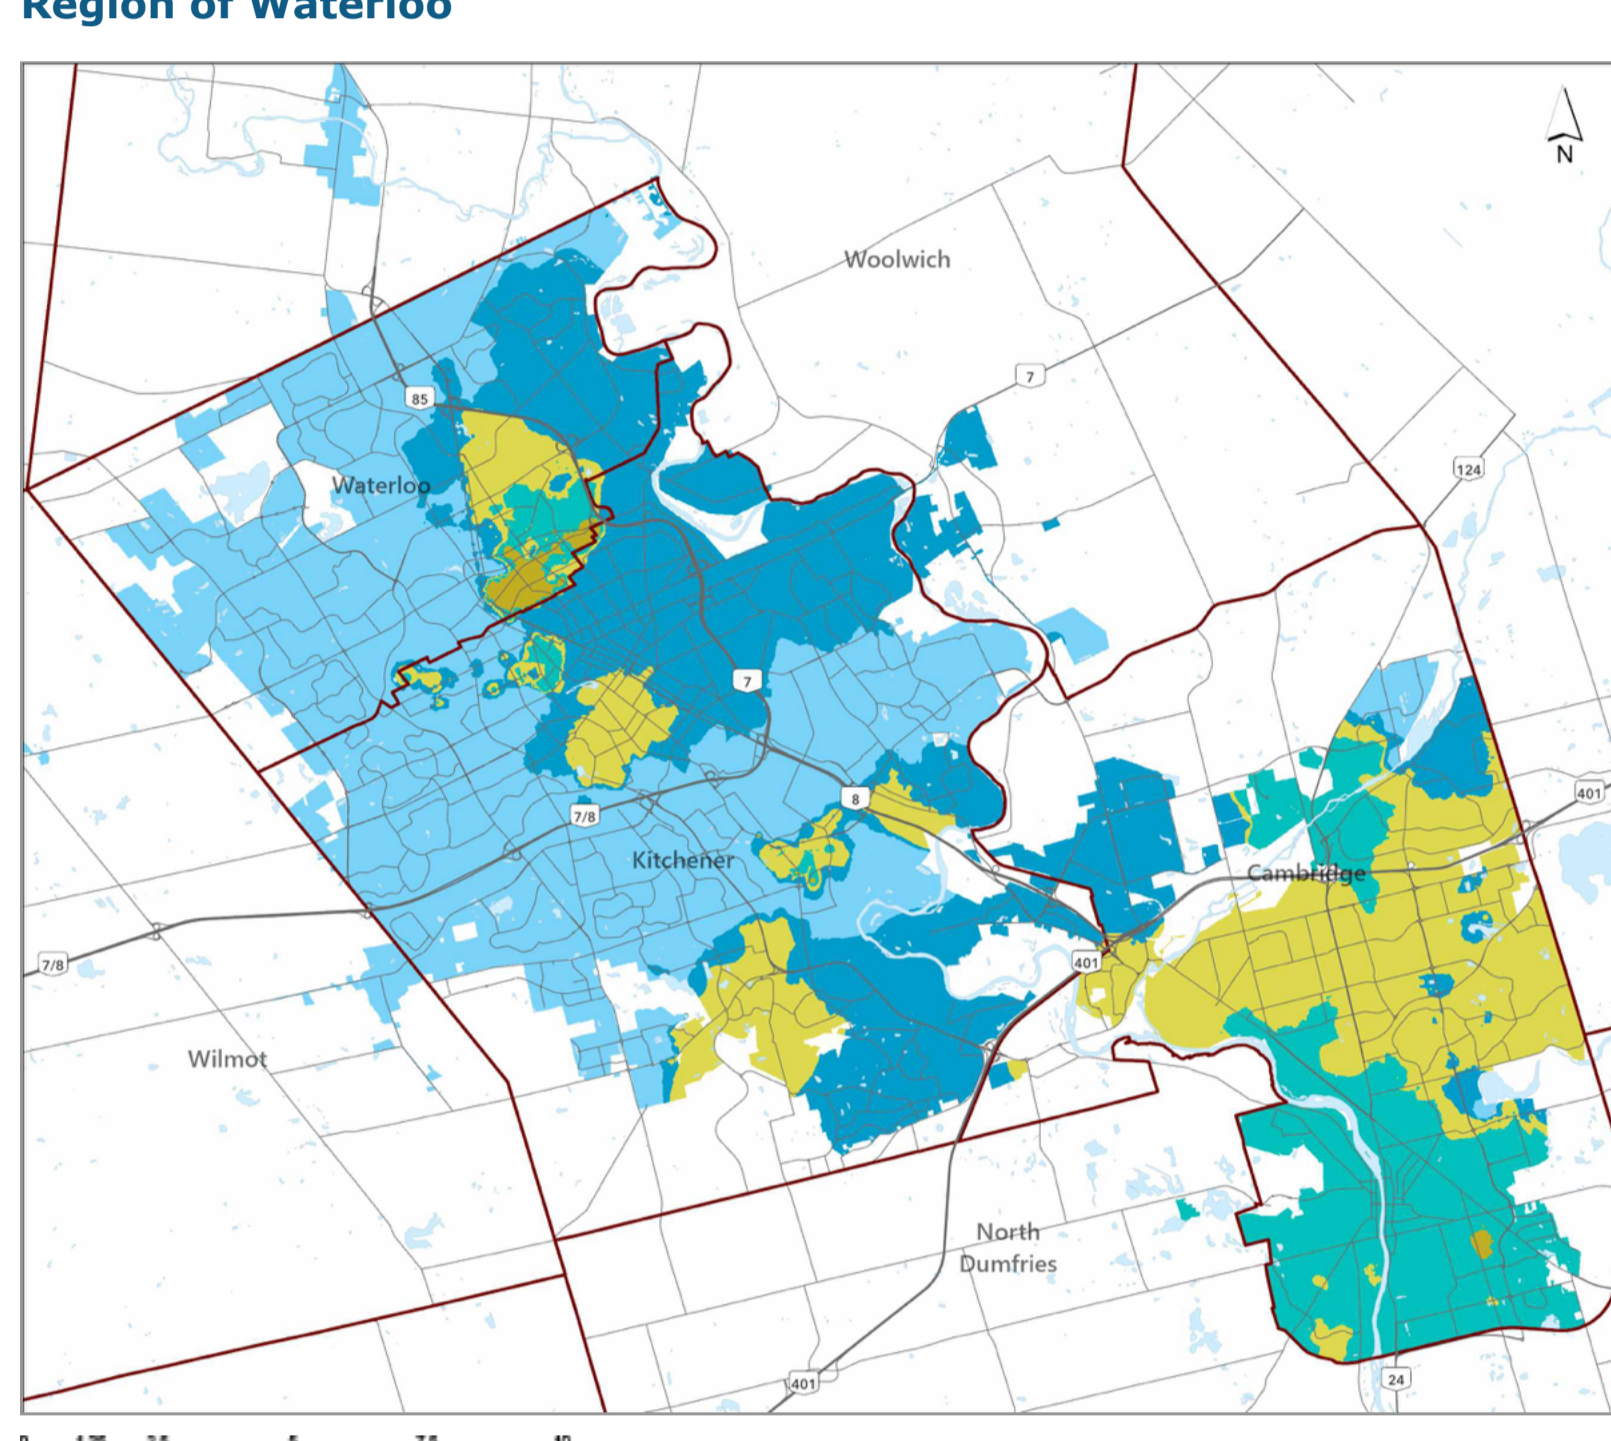 Region of Waterloo
N
Woolwich
7
85
124
Waterloo
7
401
8
7/8
Kitchener
Cambridge
7/8
401
Wilmot
North
Dumfries
401
24